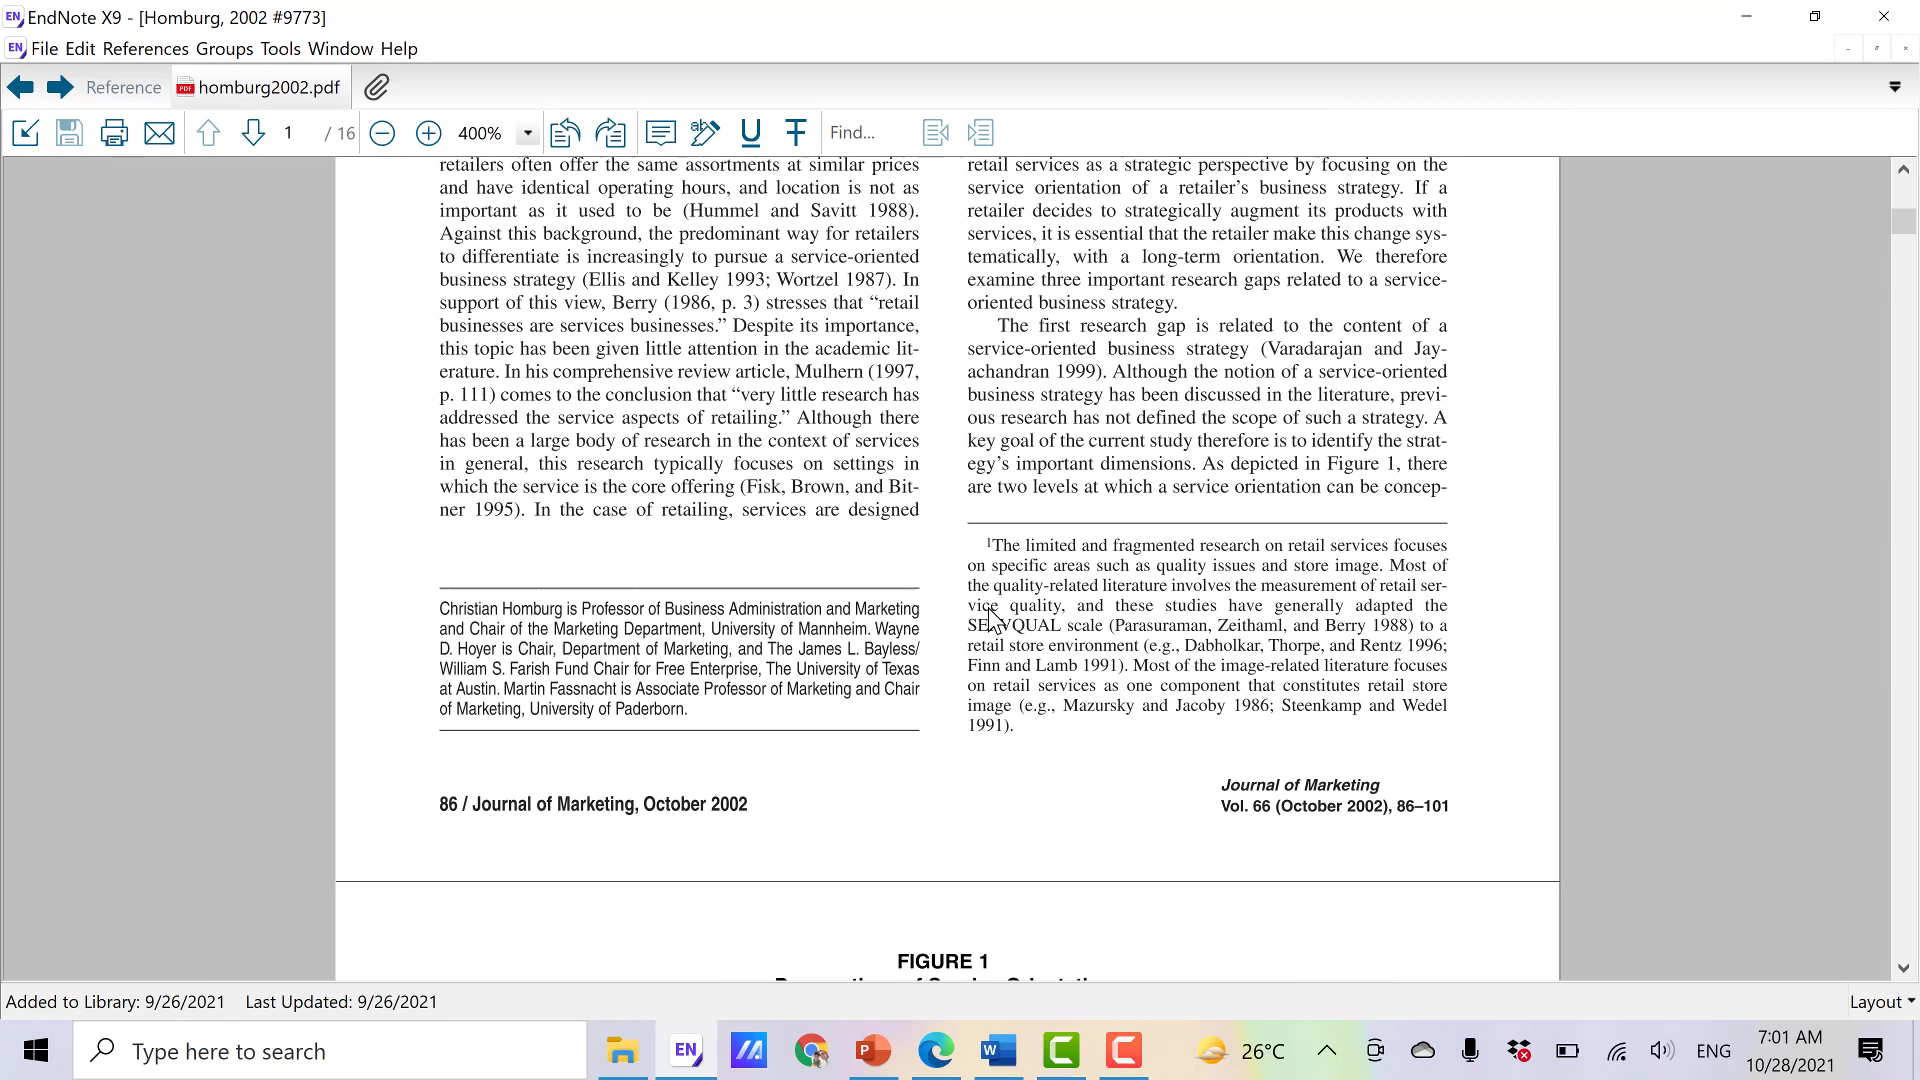 EndNote X9 - [Homburg, 2002 #9773]
File Edit References Groups Tools Window Help
Reference homburg2002.pdf
1 / 16 400% Find...
retailers often offer the same assortments at similar prices
and have identical operating hours, and location is not as
important as it used to be (Hummel and Savitt 1988).
Against this background, the predominant way for retailers
to differentiate is increasingly to pursue a service-oriented
business strategy (Ellis and Kelley 1993; Wortzel 1987). In
support of this view, Berry (1986, p. 3) stresses that “retail
businesses are services businesses.” Despite its importance,
this topic has been given little attention in the academic lit-
erature. In his comprehensive review article, Mulhern (1997,
p. 111) comes to the conclusion that “very little research has
addressed the service aspects of retailing.” Although there
has been a large body of research in the context of services
in general, this research typically focuses on settings in
which the service is the core offering (Fisk, Brown, and Bit-
ner 1995). In the case of retailing, services are designed
Christian Homburg is Professor of Business Administration and Marketing
and Chair of the Marketing Department, University of Mannheim. Wayne
D. Hoyer is Chair, Department of Marketing, and The James L. Bayless/
William S. Farish Fund Chair for Free Enterprise, The University of Texas
at Austin. Martin Fassnacht is Associate Professor of Marketing and Chair
of Marketing, University of Paderborn.
retail services as a strategic perspective by focusing on the
service orientation of a retailer’s business strategy. If a
retailer decides to strategically augment its products with
services, it is essential that the retailer make this change sys-
tematically, with a long-term orientation. We therefore
examine three important research gaps related to a service-
oriented business strategy.
The first research gap is related to the content of a
service-oriented business strategy (Varadarajan and Jay-
achandran 1999). Although the notion of a service-oriented
business strategy has been discussed in the literature, previ-
ous research has not defined the scope of such a strategy. A
key goal of the current study therefore is to identify the strat-
egy’s important dimensions. As depicted in Figure 1, there
are two levels at which a service orientation can be concep-
1The limited and fragmented research on retail services focuses
on specific areas such as quality issues and store image. Most of
the quality-related literature involves the measurement of retail ser-
vice quality, and these studies have generally adapted the
SERVQUAL scale (Parasuraman, Zeithaml, and Berry 1988) to a
retail store environment (e.g., Dabholkar, Thorpe, and Rentz 1996;
Finn and Lamb 1991). Most of the image-related literature focuses
on retail services as one component that constitutes retail store
image (e.g., Mazursky and Jacoby 1986; Steenkamp and Wedel
1991).
86 / Journal of Marketing, October 2002
Journal of Marketing
Vol. 66 (October 2002), 86–101
FIGURE 1
Added to Library: 9/26/2021 Last Updated: 9/26/2021 Layout
Type here to search
26°C
ENG
7:01 AM
10/28/2021